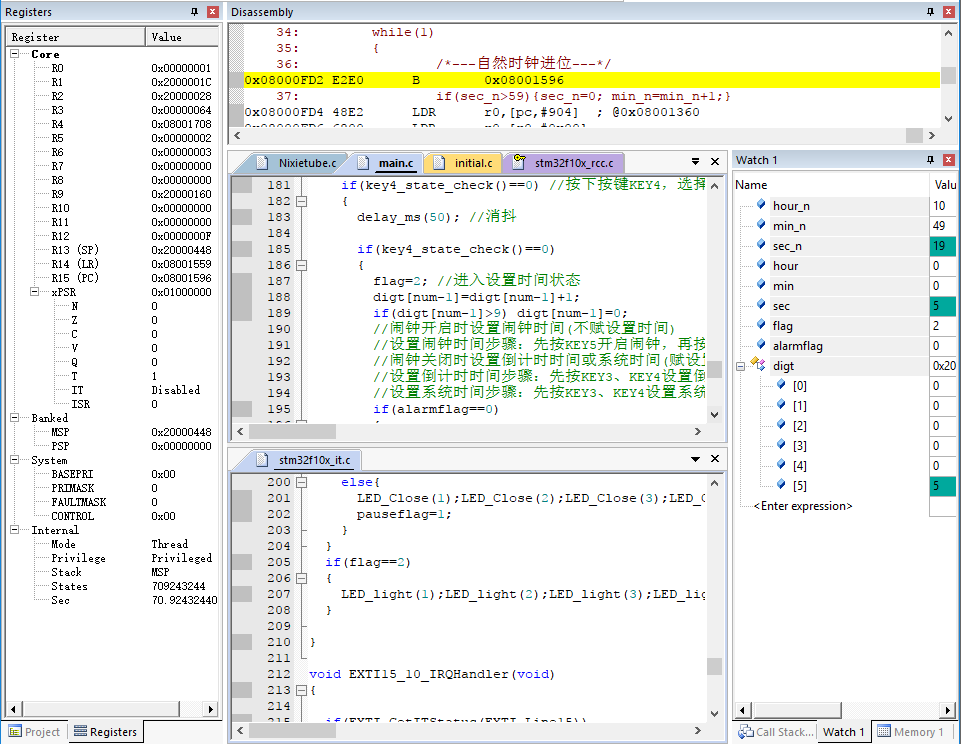 Registers
Register Value
Core
R0 0x00000001
R1 0x2000001C
R2 0x20000028
R3 0x00000064
R4 0x08001708
R5 0x00000002
R6 0x00000003
R7 0x00000000
R8 0x00000000
R9 0x20000160
R10 0x00000000
R11 0x00000000
R12 0x0000000F
R13 (SP) 0x20000448
R14 (LR) 0x08001559
R15 (PC) 0x08001596
xPSR 0x01000000
N 0
Z 0
C 0
V 0
Q 0
T 1
IT Disabled
ISR 0
Banked
MSP 0x20000448
PSP 0x00000000
System
BASEPRI 0x00
PRIMASK 0
FAULTMASK 0
CONTROL 0x00
Internal
Mode Thread
Privilege Privileged
Stack MSP
States 709243244
Sec 70.92432440
Project Registers
Disassembly
34: while(1)
35: {
36: /*---自然时钟进位---*/
0x08000FD2 E2E0 B 0x08001596
37: if(sec_n>59){sec_n=0; min_n=min_n+1;}
0x08000FD4 48E2 LDR r0,[pc,#904] ; @0x08001360
Nixietube.c main.c initial.c stm32f10x_rcc.c
181 if(key4_state_check()==0) //按下按键KEY4，选择
182 {
183 delay_ms(50); //消抖
184
185 if(key4_state_check()==0)
186 {
187 flag=2; //进入设置时间状态
188 digt[num-1]=digt[num-1]+1;
189 if(digt[num-1]>9) digt[num-1]=0;
190 //闹钟开启时设置闹钟时间(不赋设置时间)
191 //设置闹钟时间步骤：先按KEY5开启闹钟，再按
192 //闹钟关闭时设置倒计时时间或系统时间(赋设
193 //设置倒计时时间步骤：先按KEY3、KEY4设置倒
194 //设置系统时间步骤：先按KEY3、KEY4设置系统
195 if(alarmflag==0)
stm32f10x_it.c
200 else{
201 LED_Close(1);LED_Close(2);LED_Close(3);LED_C
202 pauseflag=1;
203 }
204 }
205 if(flag==2)
206 {
207 LED_light(1);LED_light(2);LED_light(3);LED_lig
208 }
209
210 }
211
212 void EXTI15_10_IRQHandler(void)
213 {
214
215 if(EXTI_GetITStatus(EXTI_Line15))
Watch 1
Name Valu
hour_n 10
min_n 49
sec_n 19
hour 0
min 0
sec 5
flag 2
alarmflag 0
digt 0x20
[0] 0
[1] 0
[2] 0
[3] 0
[4] 0
[5] 5
<Enter expression>
Call Stack... Watch 1 Memory 1